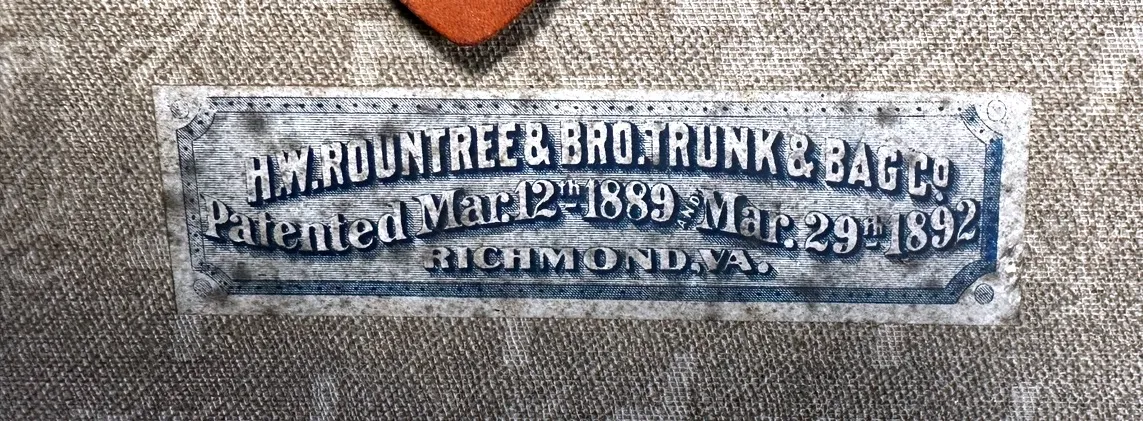 H.W. ROUNTREE & BRO. TRUNK & BAG Co
Patented Mar. 12th 1889 AND Mar. 29th 1892
RICHMOND, VA.